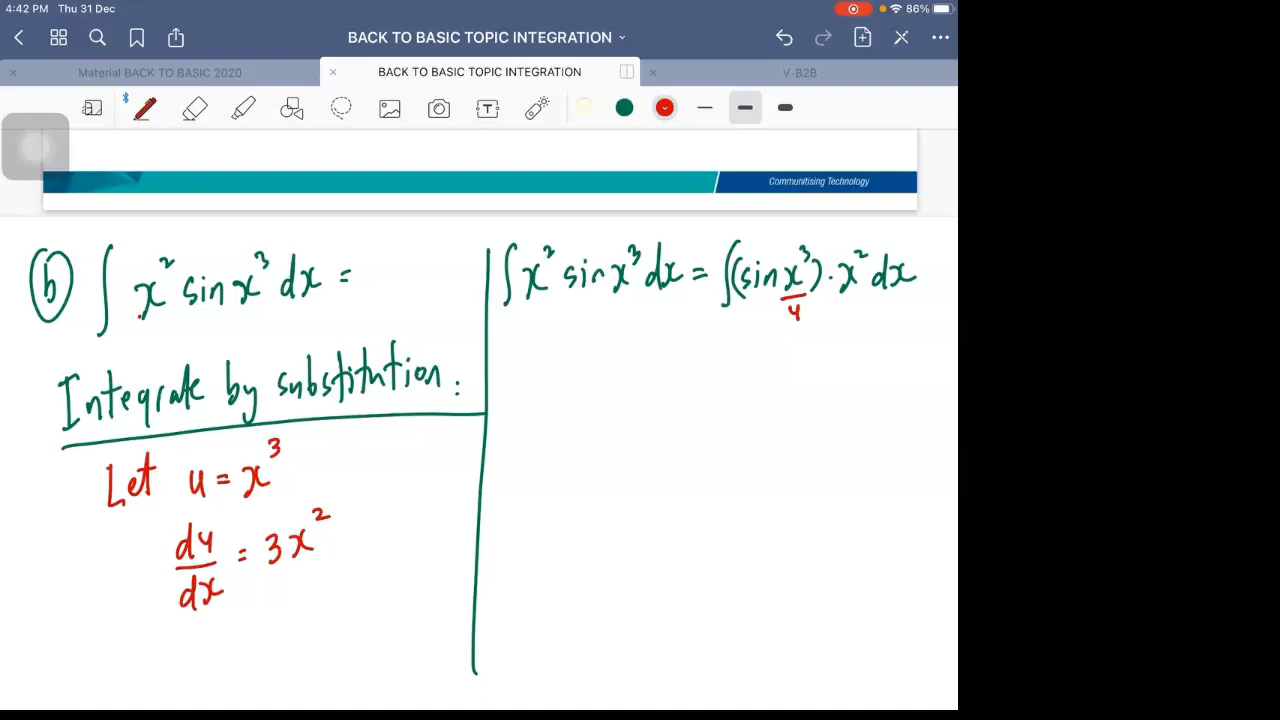 4:42 PM Thu 31 Dec
86%
BACK TO BASIC TOPIC INTEGRATION
Material BACK TO BASIC 2020
BACK TO BASIC TOPIC INTEGRATION
V-B2B
T
Communitising Technology
(b) ∫ x² sin x³ dx =
Integrate by substitution :
Let u = x³
du/dx = 3x²
∫ x² sin x³ dx = ∫ (sin x³) · x² dx
u